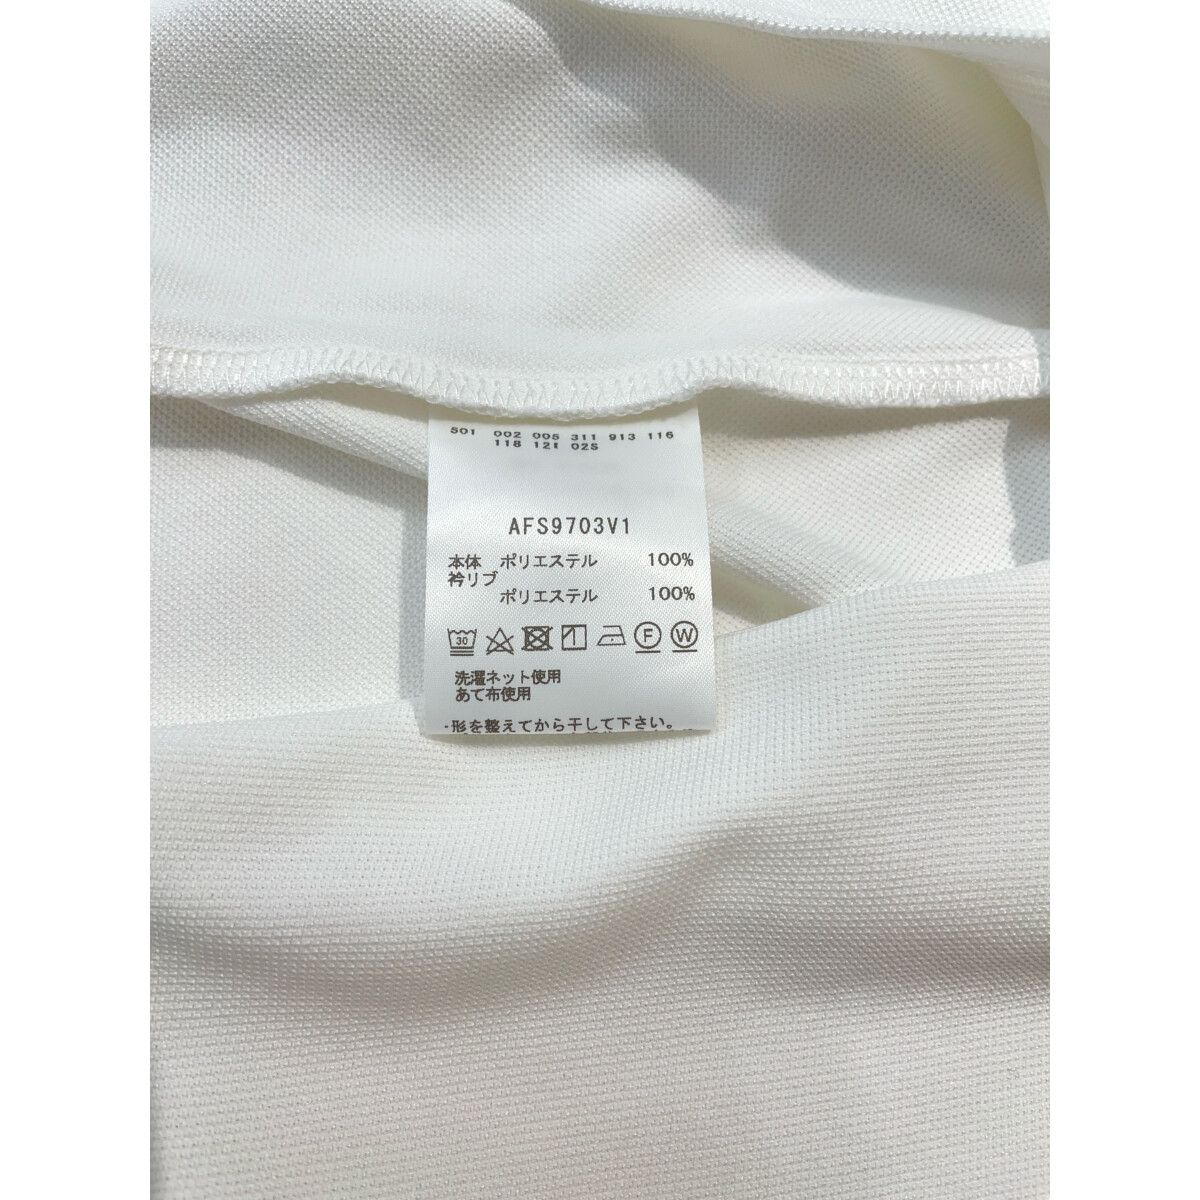 501 002 005 311 913 116
118 121 02S
AFS9703V1
本体 ポリエステル 100%
衿リブ
ポリエステル 100%
30 F W
洗濯ネット使用
あて布使用
・形を整えてから干して下さい。